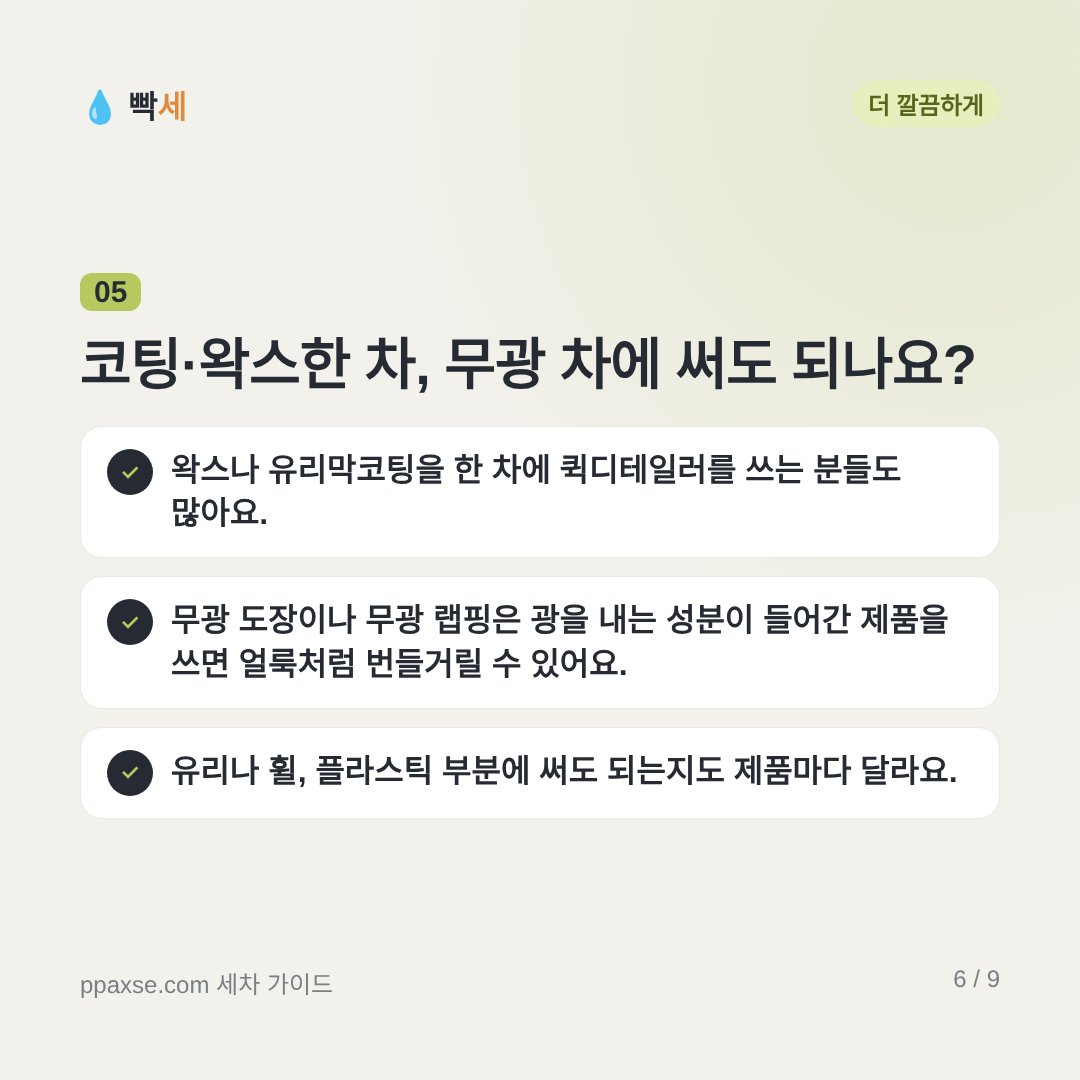 빡세
더 깔끔하게
05
코팅·왁스한 차, 무광 차에 써도 되나요?
왁스나 유리막코팅을 한 차에 퀵디테일러를 쓰는 분들도
많아요.
무광 도장이나 무광 랩핑은 광을 내는 성분이 들어간 제품을
쓰면 얼룩처럼 번들거릴 수 있어요.
유리나 휠, 플라스틱 부분에 써도 되는지도 제품마다 달라요.
ppaxse.com 세차 가이드
6 / 9